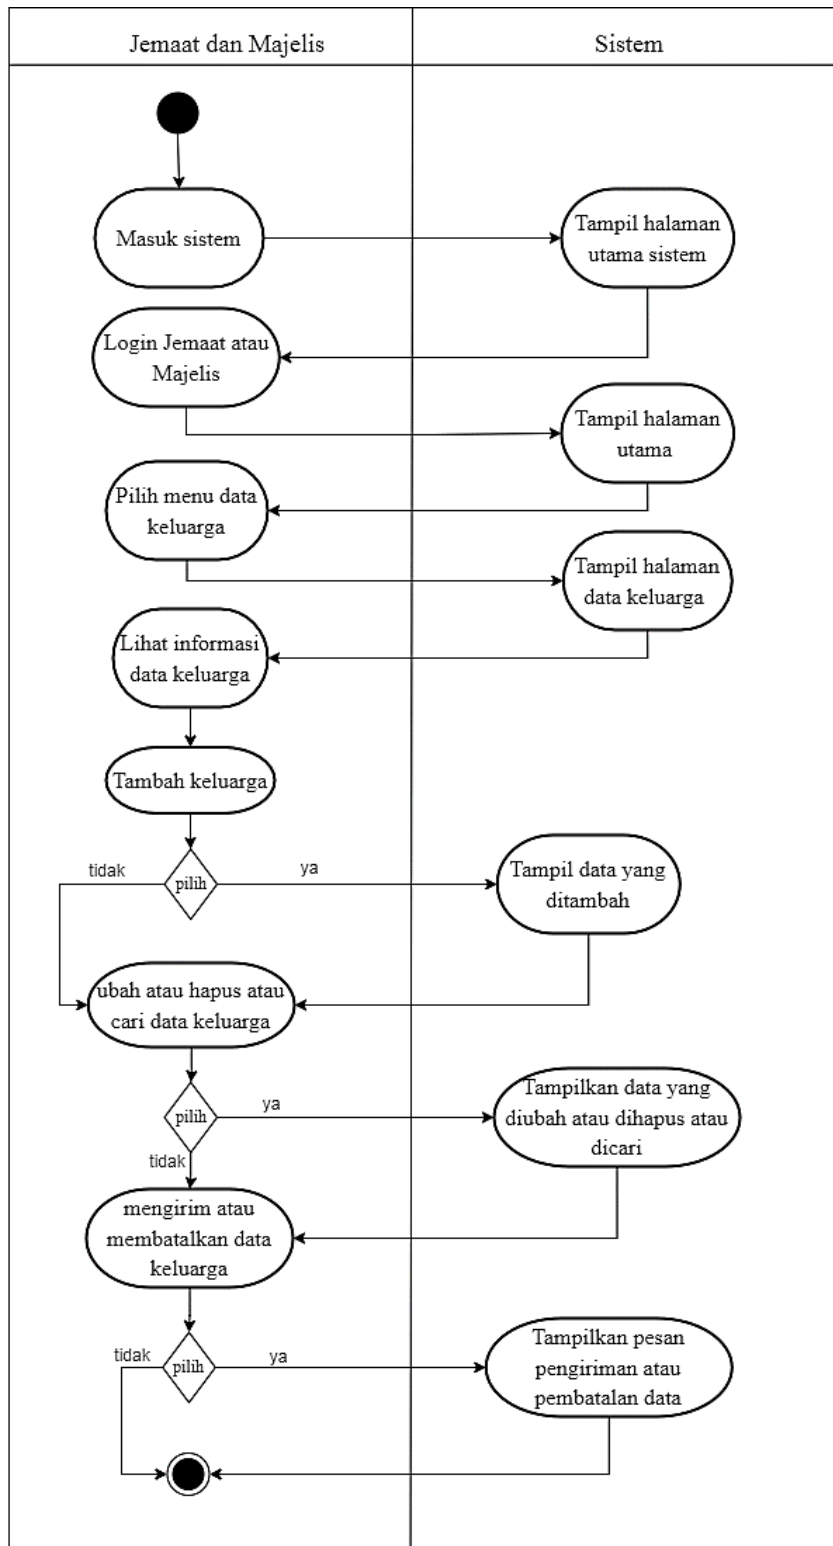 Jemaat dan Majelis
Sistem
Masuk sistem
Tampil halaman
utama sistem
Login Jemaat atau
Majelis
Tampil halaman
utama
Pilih menu data
keluarga
Tampil halaman
data keluarga
Lihat informasi
data keluarga
Tambah keluarga
tidak
pilih
ya
Tampil data yang
ditambah
ubah atau hapus atau
cari data keluarga
pilih
ya
tidak
Tampilkan data yang
diubah atau dihapus atau
dicari
mengirim atau
membatalkan data
keluarga
tidak
pilih
ya
Tampilkan pesan
pengiriman atau
pembatalan data